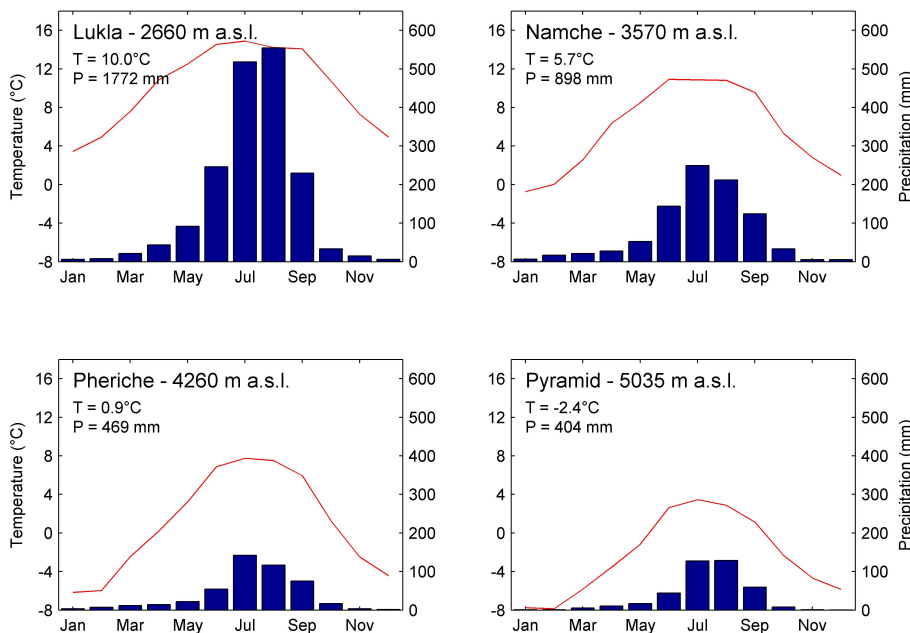 Lukla - 2660 m a.s.l.
T = 10.0°C
P = 1772 mm
Temperature (°C)
16
12
8
4
0
-4
-8
600
500
400
300
200
100
0
Jan Mar May Jul Sep Nov
Namche - 3570 m a.s.l.
T = 5.7°C
P = 898 mm
16
12
8
4
0
-4
-8
600
500
400
300
200
100
0
Precipitation (mm)
Jan Mar May Jul Sep Nov
Pheriche - 4260 m a.s.l.
T = 0.9°C
P = 469 mm
Temperature (°C)
16
12
8
4
0
-4
-8
600
500
400
300
200
100
0
Jan Mar May Jul Sep Nov
Pyramid - 5035 m a.s.l.
T = -2.4°C
P = 404 mm
16
12
8
4
0
-4
-8
600
500
400
300
200
100
0
Precipitation (mm)
Jan Mar May Jul Sep Nov